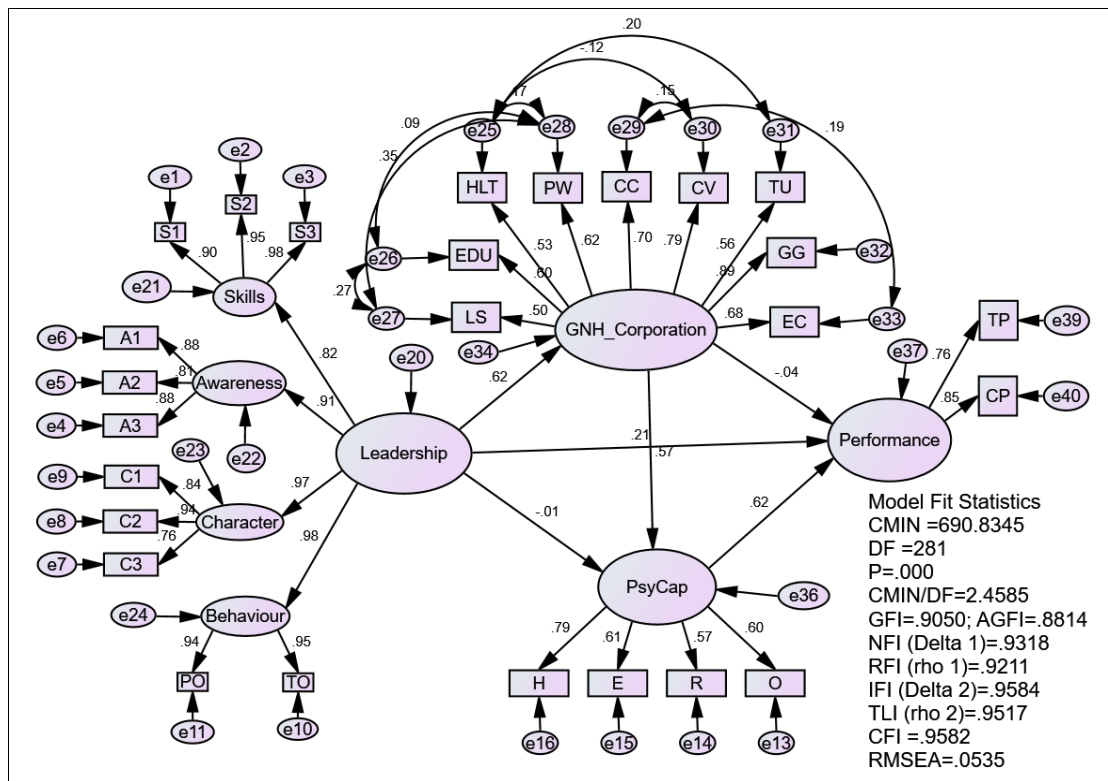 .20
-.12
.17
.15
.09
.19
.35
.27
e25
e28
e29
e30
e31
HLT
PW
CC
CV
TU
e2
e1
e3
S2
S1
S3
.90
.95
.98
e21
Skills
e26
EDU
e27
LS
e34
.53
.62
.70
.79
.56
.60
.50
.89
.68
GG
e32
EC
e33
GNH_Corporation
e6
A1
.88
e5
A2
.81
e4
A3
.88
Awareness
e22
.82
.91
e20
.62
Leadership
-.04
.21
.57
e37
TP
e39
.76
CP
e40
.85
Performance
e23
e9
C1
.84
e8
C2
.94
e7
C3
.76
Character
.97
.98
-.01
.62
e24
Behaviour
.94
.95
PO
TO
e11
e10
PsyCap
e36
.79
.61
.57
.60
H
E
R
O
e16
e15
e14
e13
Model Fit Statistics
CMIN =690.8345
DF =281
P=.000
CMIN/DF=2.4585
GFI=.9050; AGFI=.8814
NFI (Delta 1)=.9318
RFI (rho 1)=.9211
IFI (Delta 2)=.9584
TLI (rho 2)=.9517
CFI =.9582
RMSEA=.0535